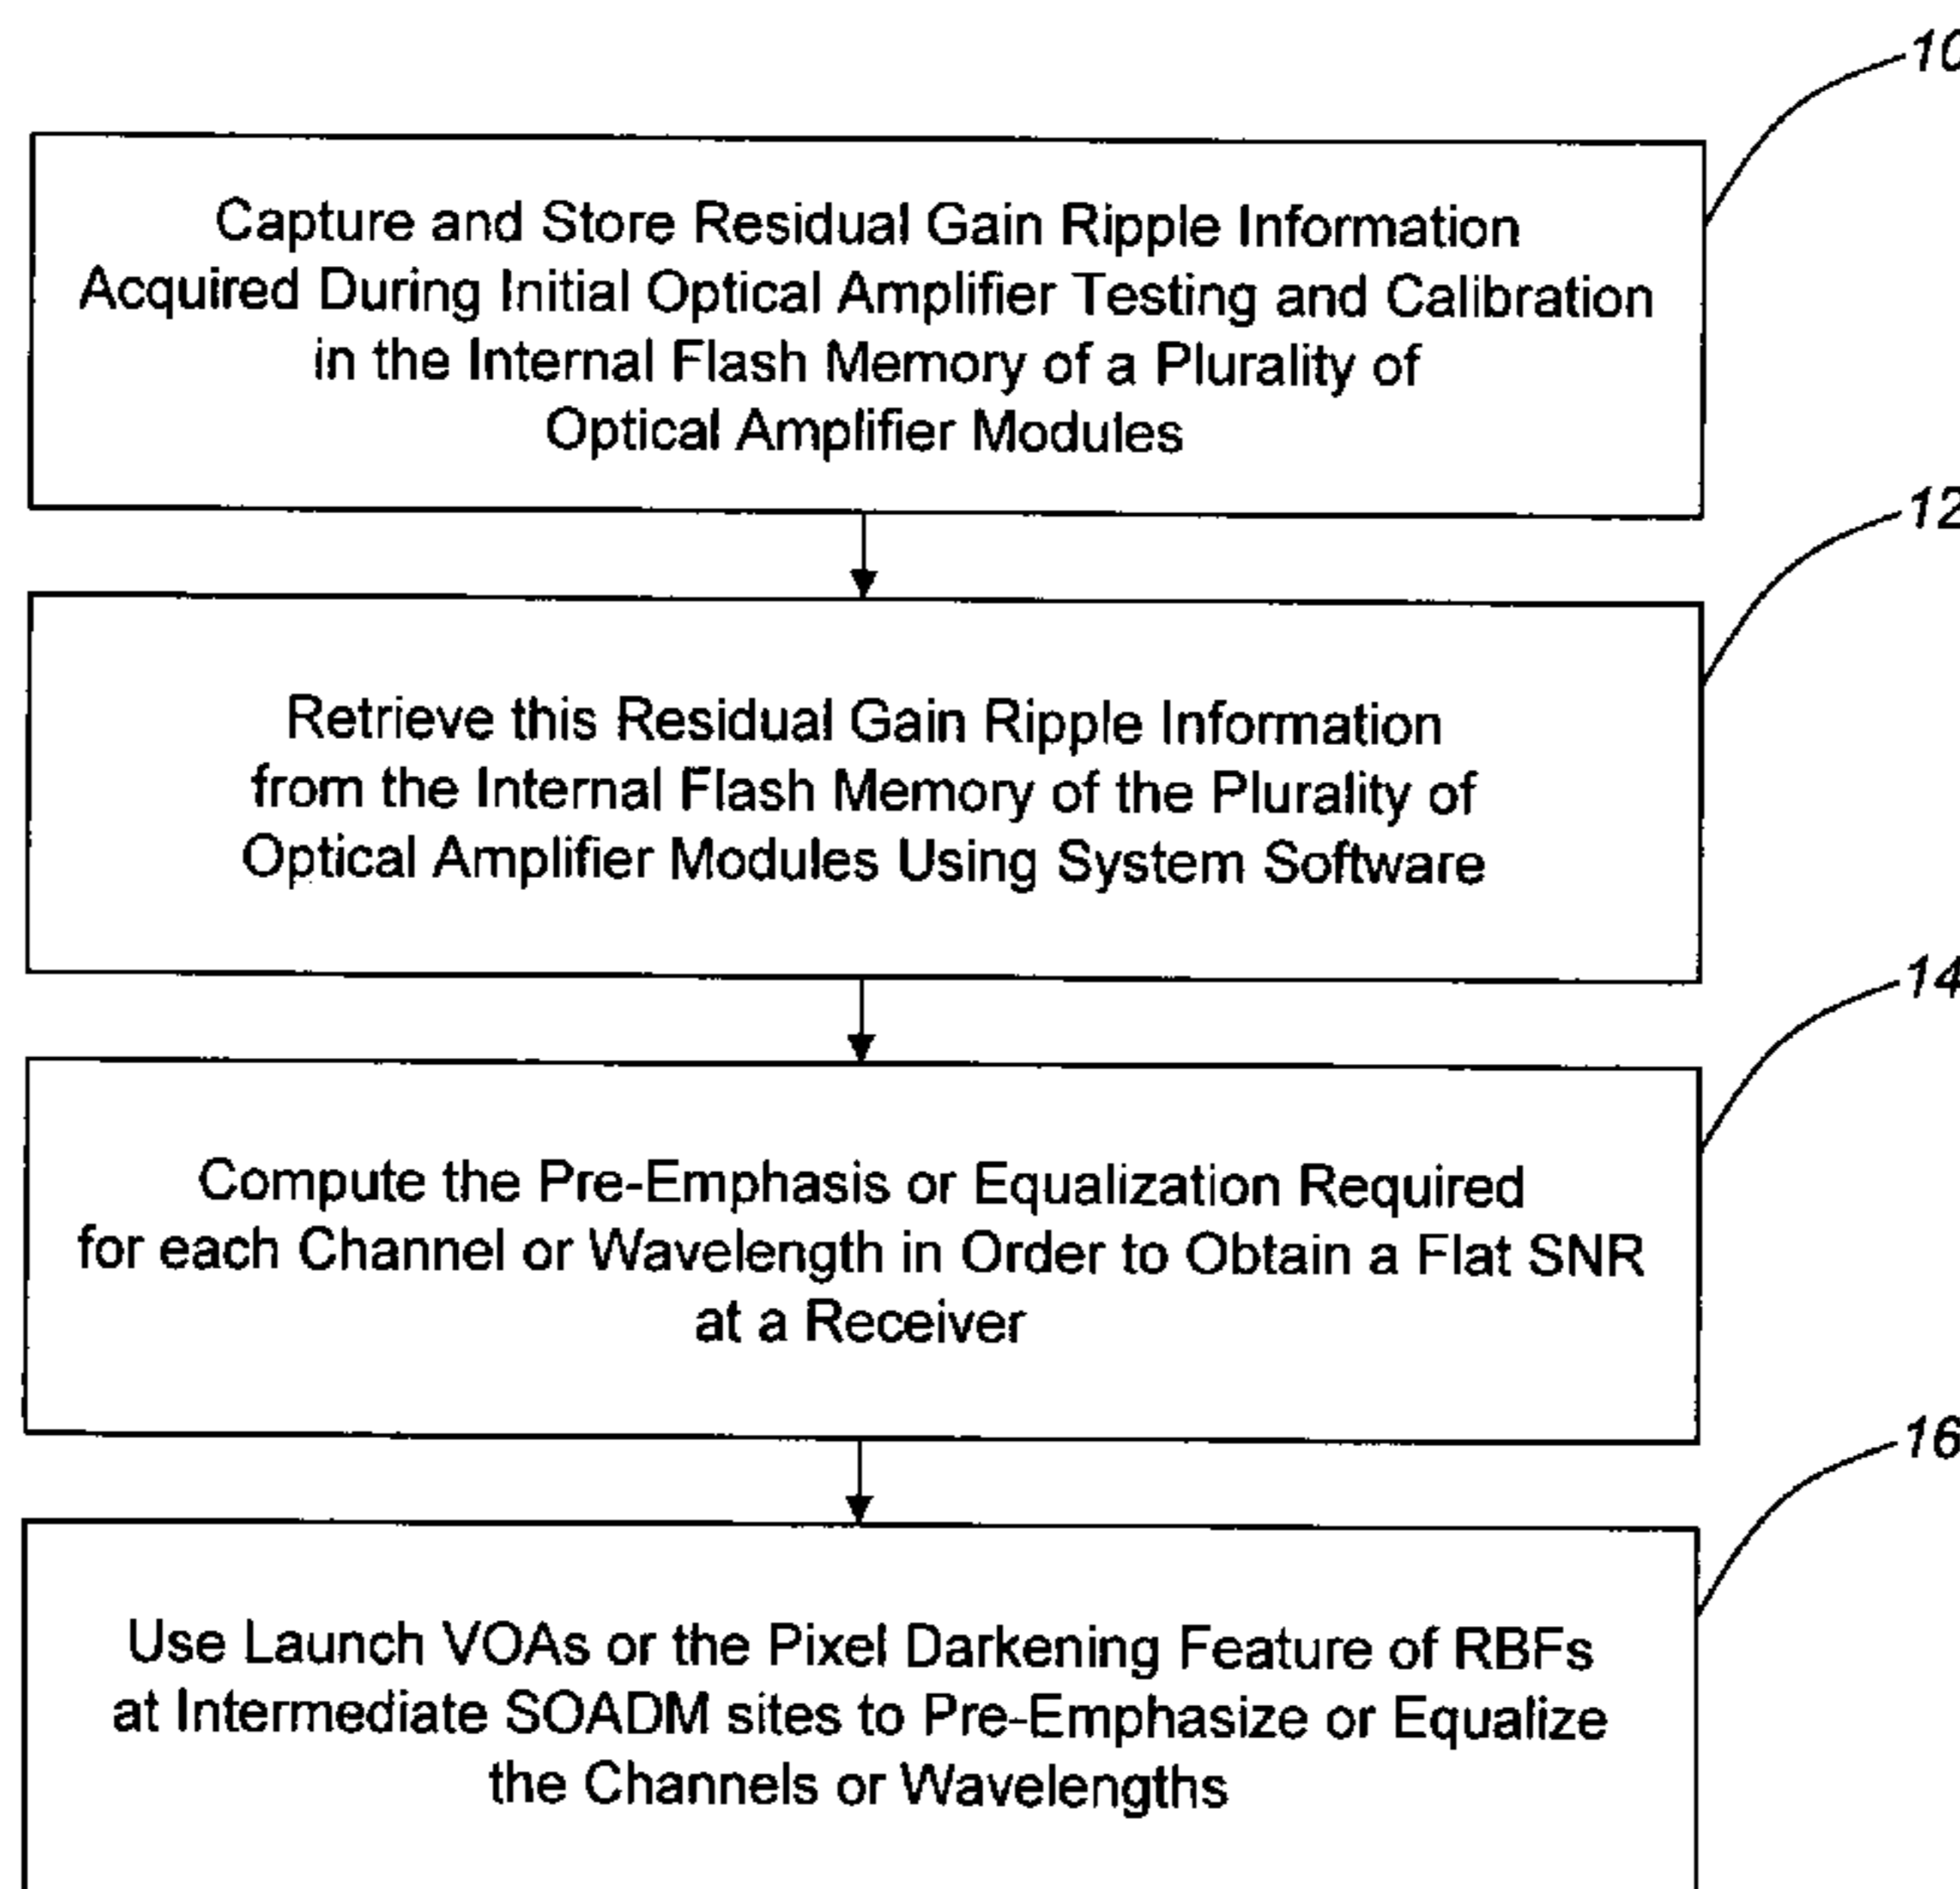 10
Capture and Store Residual Gain Ripple Information
Acquired During Initial Optical Amplifier Testing and Calibration
in the Internal Flash Memory of a Plurality of
Optical Amplifier Modules
12
Retrieve this Residual Gain Ripple Information
from the Internal Flash Memory of the Plurality of
Optical Amplifier Modules Using System Software
14
Compute the Pre-Emphasis or Equalization Required
for each Channel or Wavelength in Order to Obtain a Flat SNR
at a Receiver
16
Use Launch VOAs or the Pixel Darkening Feature of RBFs
at Intermediate SOADM sites to Pre-Emphasize or Equalize
the Channels or Wavelengths